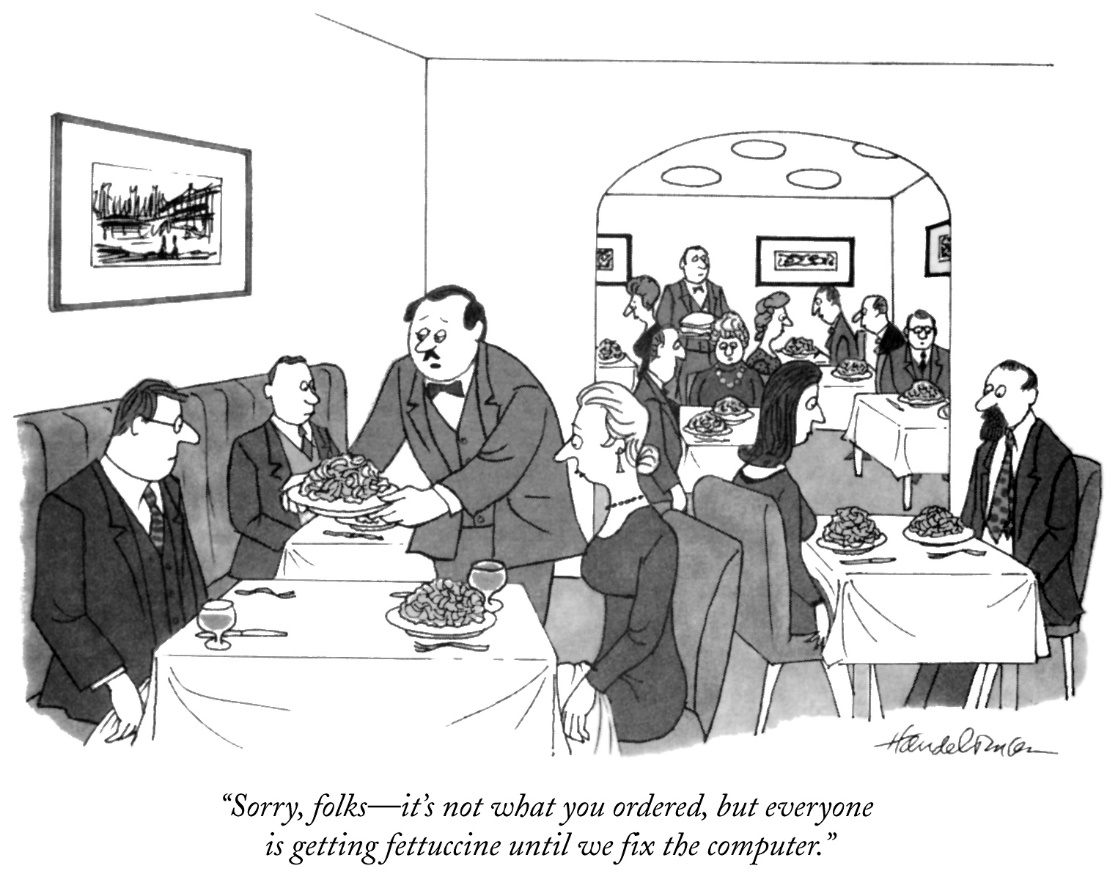 Handelsman
“Sorry, folks—it’s not what you ordered, but everyone
is getting fettuccine until we fix the computer.”